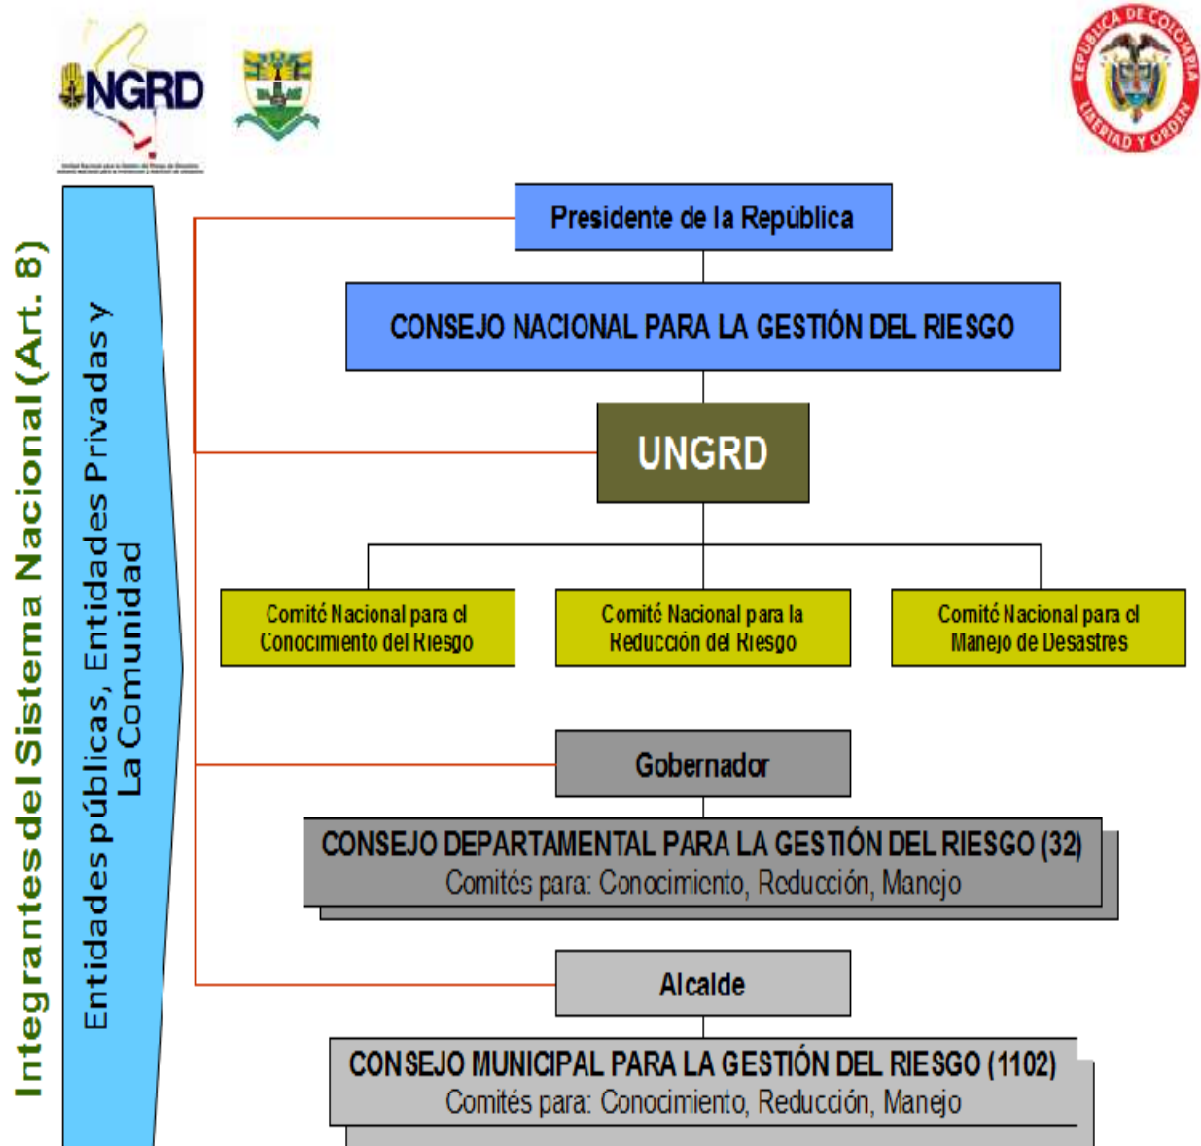 UNGRD
REPÚBLICA DE COLOMBIA
LIBERTAD Y ORDEN
Integrantes del Sistema Nacional (Art. 8)
Entidades públicas, Entidades Privadas y
La Comunidad
Presidente de la República
CONSEJO NACIONAL PARA LA GESTIÓN DEL RIESGO
UNGRD
Comité Nacional para el
Conocimiento del Riesgo
Comité Nacional para la
Reducción del Riesgo
Comité Nacional para el
Manejo de Desastres
Gobernador
CONSEJO DEPARTAMENTAL PARA LA GESTIÓN DEL RIESGO (32)
Comités para: Conocimiento, Reducción, Manejo
Alcalde
CONSEJO MUNICIPAL PARA LA GESTIÓN DEL RIESGO (1102)
Comités para: Conocimiento, Reducción, Manejo